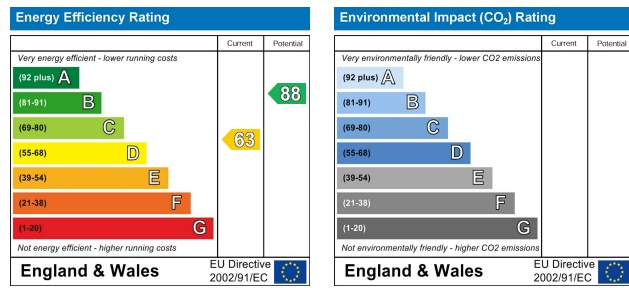 Energy Efficiency Rating
Current Potential
Very energy efficient - lower running costs
(92 plus) A
(81-91) B
(69-80) C
(55-68) D
(39-54) E
(21-38) F
(1-20) G
63
88
Not energy efficient - higher running costs
England & Wales
EU Directive
2002/91/EC
Environmental Impact (CO₂) Rating
Current Potential
Very environmentally friendly - lower CO2 emissions
(92 plus) A
(81-91) B
(69-80) C
(55-68) D
(39-54) E
(21-38) F
(1-20) G
Not environmentally friendly - higher CO2 emissions
England & Wales
EU Directive
2002/91/EC